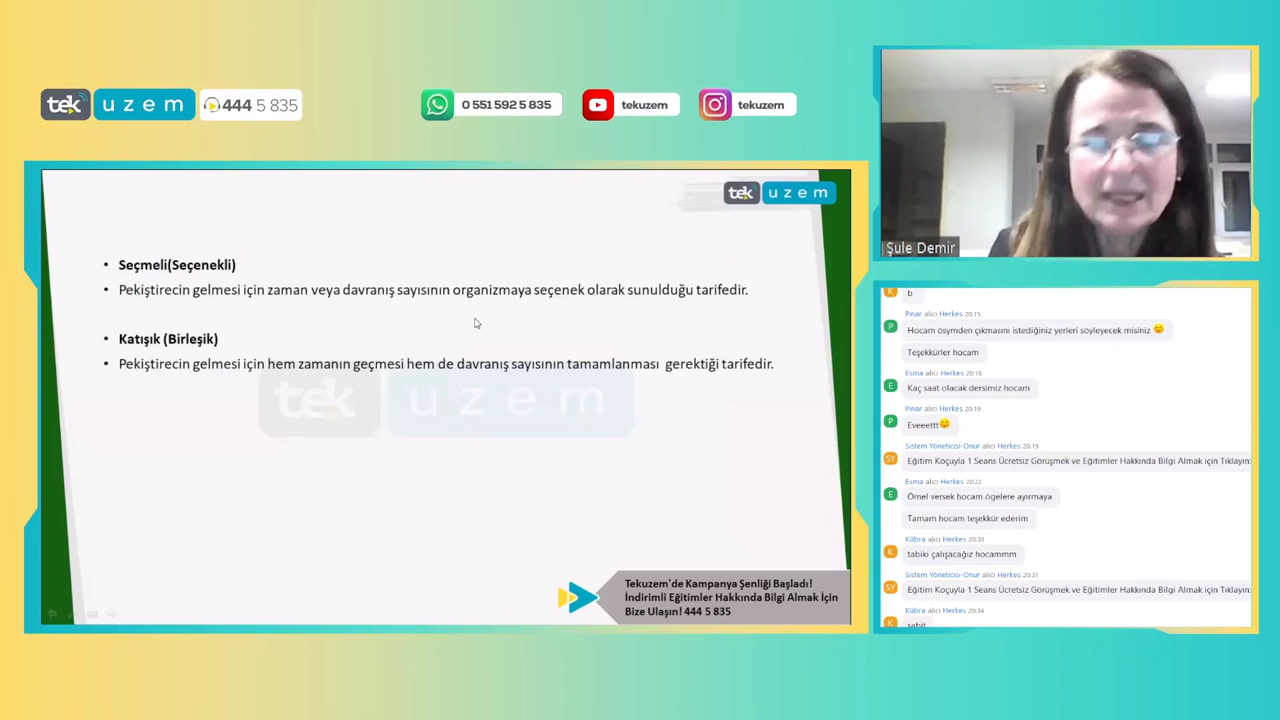 tek uzem 444 5 835
0 551 592 5 835
tekuzem
tekuzem
tek uzem
• Seçmeli(Seçenekli)
• Pekiştirecin gelmesi için zaman veya davranış sayısının organizmaya seçenek olarak sunulduğu tarifedir.
• Katışık (Birleşik)
• Pekiştirecin gelmesi için hem zamanın geçmesi hem de davranış sayısının tamamlanması gerektiği tarifedir.
tek uzem
Tekuzem'de Kampanya Şenliği Başladı!
İndirimli Eğitimler Hakkında Bilgi Almak İçin
Bize Ulaşın! 444 5 835
Şule Demir
K b
Pınar alıcı Herkes 20:15
P Hocam ösymden çıkmasını istediğiniz yerleri söyleyecek misiniz 😊
Teşekkürler hocam
Esma alıcı Herkes 20:18
E Kaç saat olacak dersimiz hocam
Pınar alıcı Herkes 20:19
P Eveeettt😊
Sistem Yöneticisi-Onur alıcı Herkes 20:19
SY Eğitim Koçuyla 1 Seans Ücretsiz Görüşmek ve Eğitimler Hakkında Bilgi Almak için Tıklayın:
Esma alıcı Herkes 20:22
E Örnel versek hocam ögelere ayırmaya
Tamam hocam teşekkür ederim
Kübra alıcı Herkes 20:30
K tabiki çalışacağız hocammm
Sistem Yöneticisi-Onur alıcı Herkes 20:31
SY Eğitim Koçuyla 1 Seans Ücretsiz Görüşmek ve Eğitimler Hakkında Bilgi Almak için Tıklayın:
Kübra alıcı Herkes 20:34
K sabit